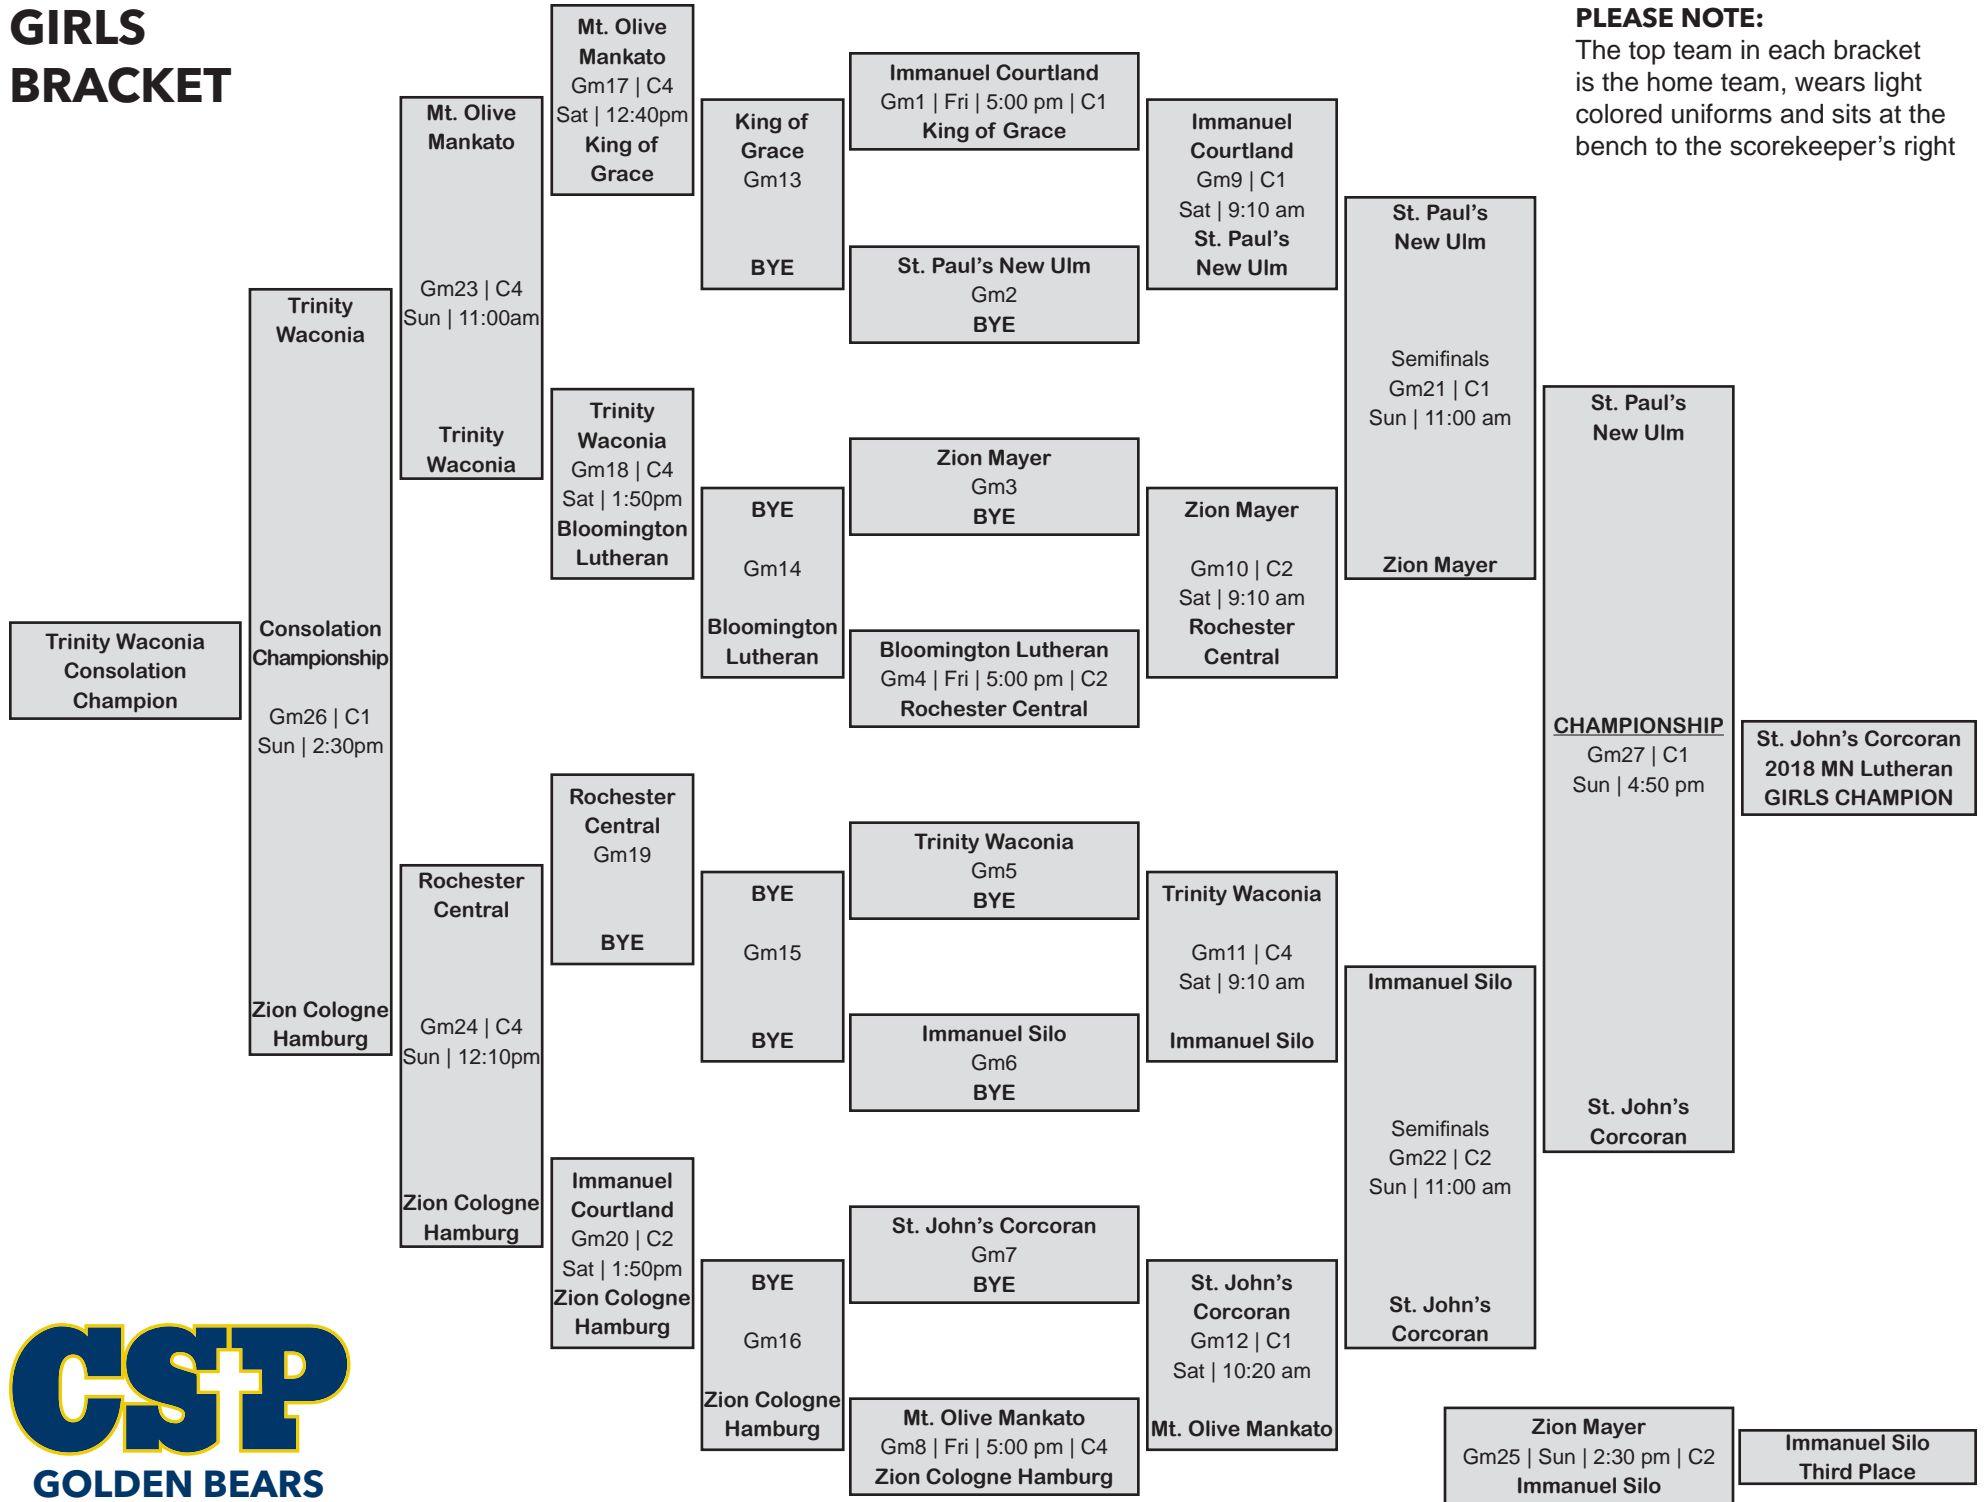 GIRLS
BRACKET
PLEASE NOTE:
The top team in each bracket
is the home team, wears light
colored uniforms and sits at the
bench to the scorekeeper's right
Trinity Waconia
Consolation
Champion
Trinity
Waconia
Consolation
Championship
Gm26 | C1
Sun | 2:30pm
Zion Cologne
Hamburg
Mt. Olive
Mankato
Gm23 | C4
Sun | 11:00am
Trinity
Waconia
Rochester
Central
Gm24 | C4
Sun | 12:10pm
Zion Cologne
Hamburg
Mt. Olive
Mankato
Gm17 | C4
Sat | 12:40pm
King of
Grace
Trinity
Waconia
Gm18 | C4
Sat | 1:50pm
Bloomington
Lutheran
Rochester
Central
Gm19
BYE
Immanuel
Courtland
Gm20 | C2
Sat | 1:50pm
Zion Cologne
Hamburg
King of
Grace
Gm13
BYE
BYE
Gm14
Bloomington
Lutheran
BYE
Gm15
BYE
BYE
Gm16
Zion Cologne
Hamburg
Immanuel Courtland
Gm1 | Fri | 5:00 pm | C1
King of Grace
St. Paul's New Ulm
Gm2
BYE
Zion Mayer
Gm3
BYE
Bloomington Lutheran
Gm4 | Fri | 5:00 pm | C2
Rochester Central
Trinity Waconia
Gm5
BYE
Immanuel Silo
Gm6
BYE
St. John's Corcoran
Gm7
BYE
Mt. Olive Mankato
Gm8 | Fri | 5:00 pm | C4
Zion Cologne Hamburg
Immanuel
Courtland
Gm9 | C1
Sat | 9:10 am
St. Paul's
New Ulm
Zion Mayer
Gm10 | C2
Sat | 9:10 am
Rochester
Central
Trinity Waconia
Gm11 | C4
Sat | 9:10 am
Immanuel Silo
St. John's
Corcoran
Gm12 | C1
Sat | 10:20 am
Mt. Olive Mankato
St. Paul's
New Ulm
Semifinals
Gm21 | C1
Sun | 11:00 am
Zion Mayer
Immanuel Silo
Semifinals
Gm22 | C2
Sun | 11:00 am
St. John's
Corcoran
St. Paul's
New Ulm
CHAMPIONSHIP
Gm27 | C1
Sun | 4:50 pm
St. John's
Corcoran
St. John's Corcoran
2018 MN Lutheran
GIRLS CHAMPION
Zion Mayer
Gm25 | Sun | 2:30 pm | C2
Immanuel Silo
Immanuel Silo
Third Place
CSP
GOLDEN BEARS